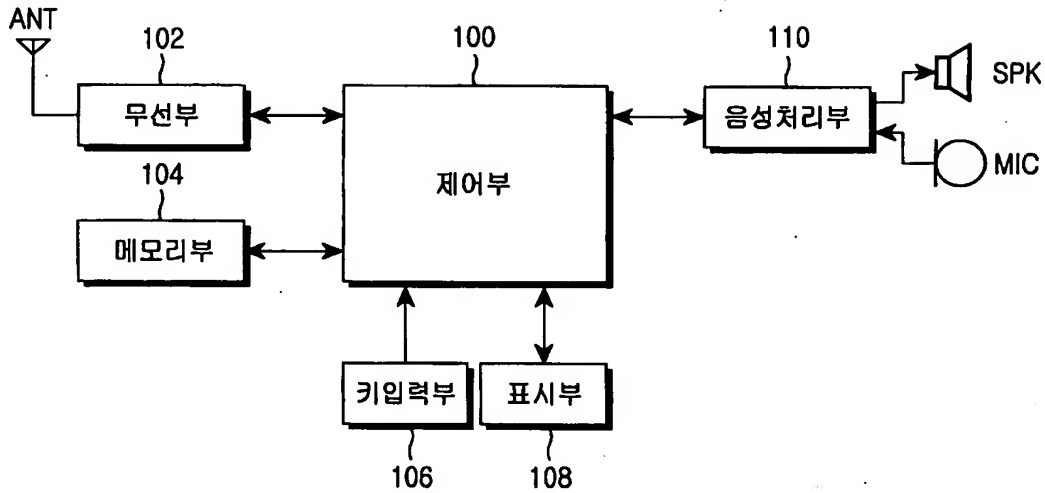 ANT
102
100
110
무선부
음성처리부
SPK
MIC
104
제어부
메모리부
키입력부
표시부
106
108